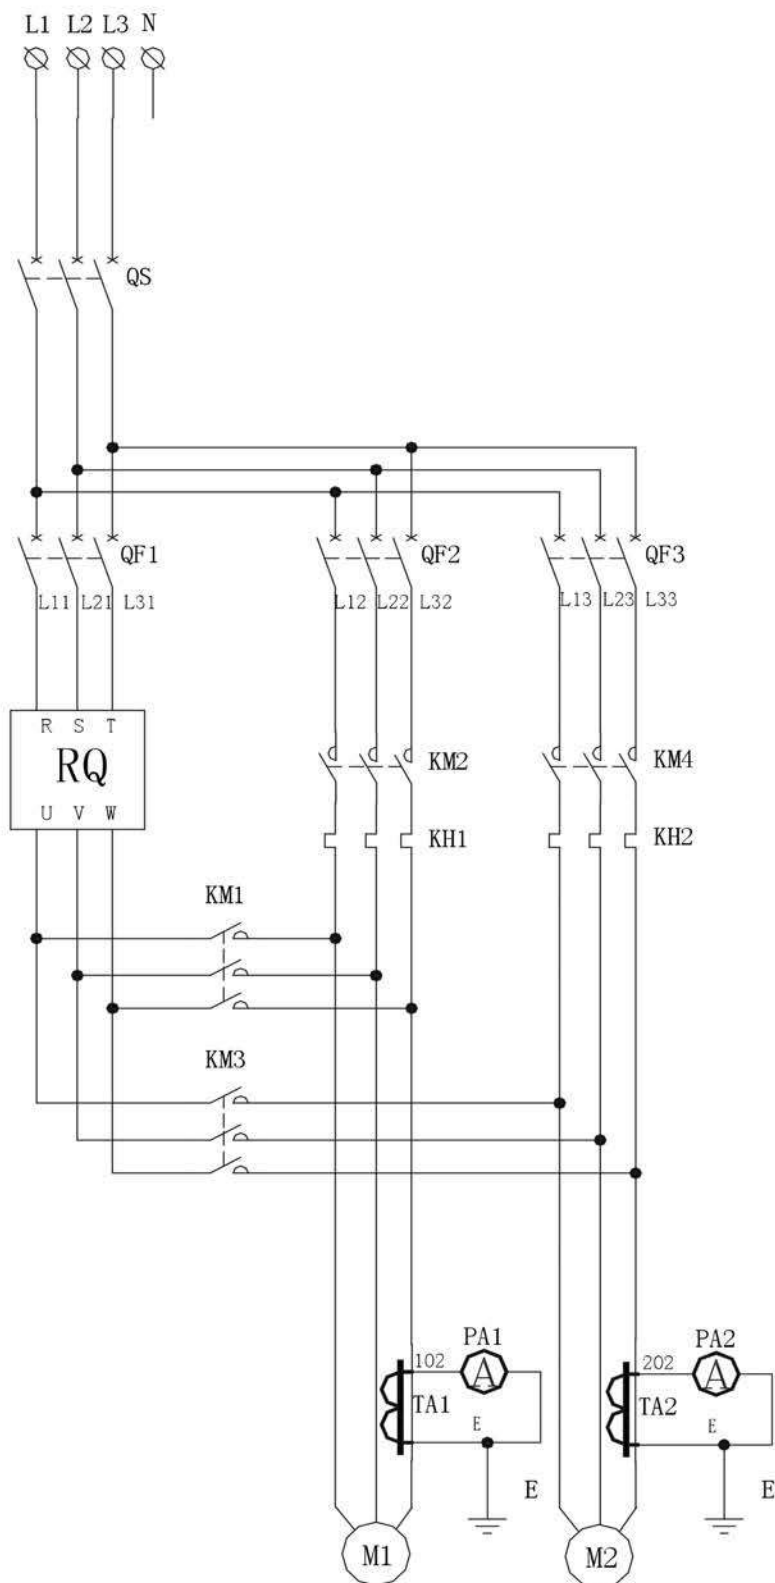 L1 L2 L3 N
QS
QF1 QF2 QF3
L11 L21 L31 L12 L22 L32 L13 L23 L33
R S T
RQ KM2 KM4
U V W
KH1 KH2
KM1
KM3
PA1 PA2
102 A 202 A
TA1 TA2
E E
E E
M1 M2